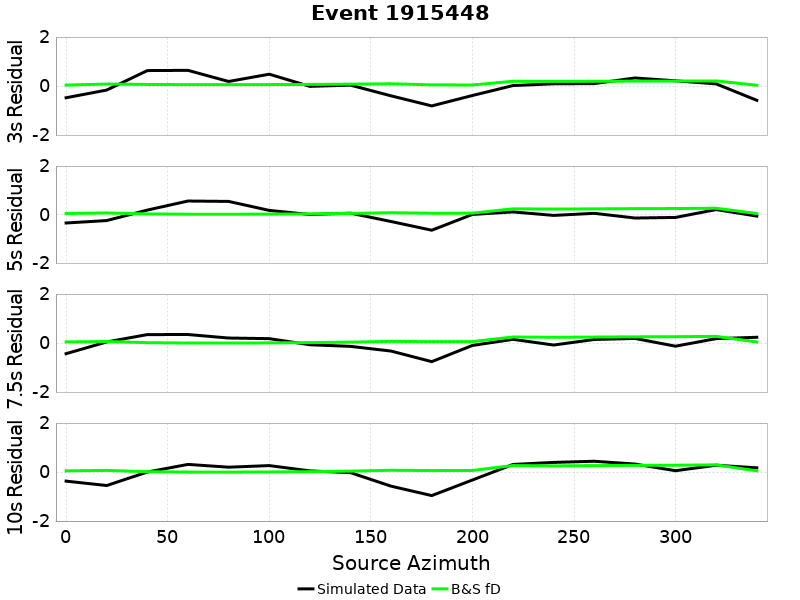 Event 1915448
3s Residual
2
0
-2
5s Residual
2
0
-2
7.5s Residual
2
0
-2
10s Residual
2
0
-2
0 50 100 150 200 250 300
Source Azimuth
Simulated Data B&S fD